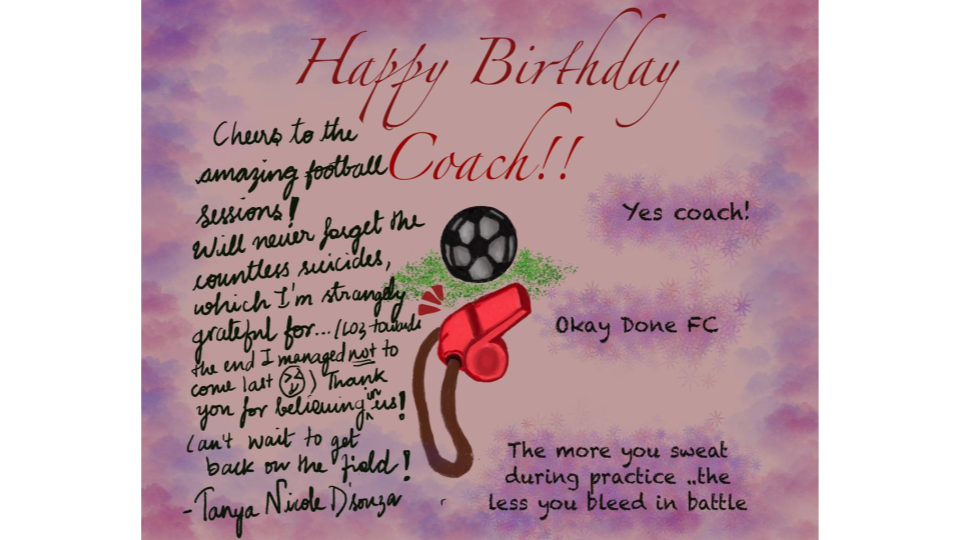 Happy Birthday
Coach!!
Cheers to the
amazing football
sessions!
Will never forget the
countless suicides,
which I'm strangely
grateful for... (coz, towards
the end I managed not to
come last ) Thank
you for believing in us!
Can't wait to get
back on the field!
-Tanya Nicole D'souza
Yes coach!
Okay Done FC
The more you sweat
during practice ..the
less you bleed in battle